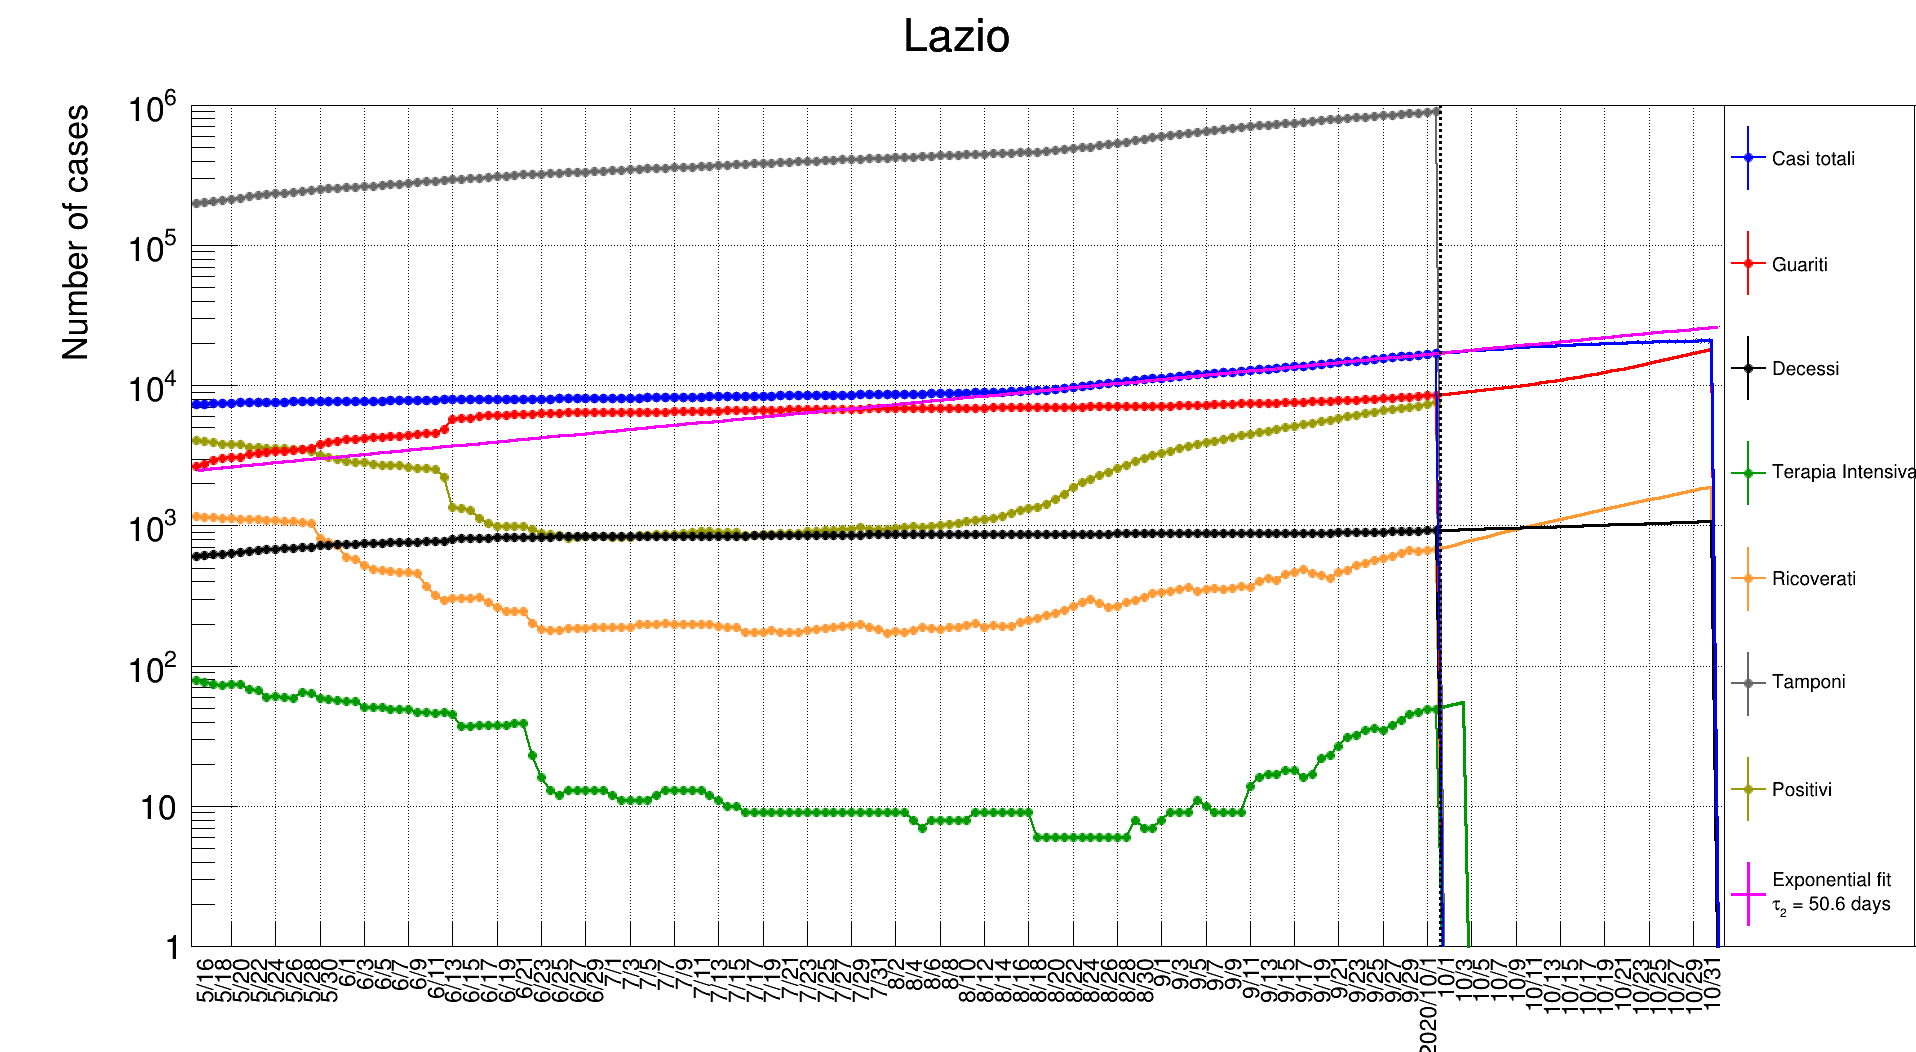 Lazio
Number of cases
10^6
10^5
10^4
10^3
10^2
10
1
5/16 5/18 5/20 5/22 5/24 5/26 5/28 5/30 6/1 6/3 6/5 6/7 6/9 6/11 6/13 6/15 6/17 6/19 6/21 6/23 6/25 6/27 6/29 7/1 7/3 7/5 7/7 7/9 7/11 7/13 7/15 7/17 7/19 7/21 7/23 7/25 7/27 7/29 7/31 8/2 8/4 8/6 8/8 8/10 8/12 8/14 8/16 8/18 8/20 8/22 8/24 8/26 8/28 8/30 9/1 9/3 9/5 9/7 9/9 9/11 9/13 9/15 9/17 9/19 9/21 9/23 9/25 9/27 9/29 2020/10/1 10/1 10/3 10/5 10/7 10/9 10/11 10/13 10/15 10/17 10/19 10/21 10/23 10/25 10/27 10/29 10/31
Casi totali
Guariti
Decessi
Terapia Intensiva
Ricoverati
Tamponi
Positivi
Exponential fit
τ₂ = 50.6 days